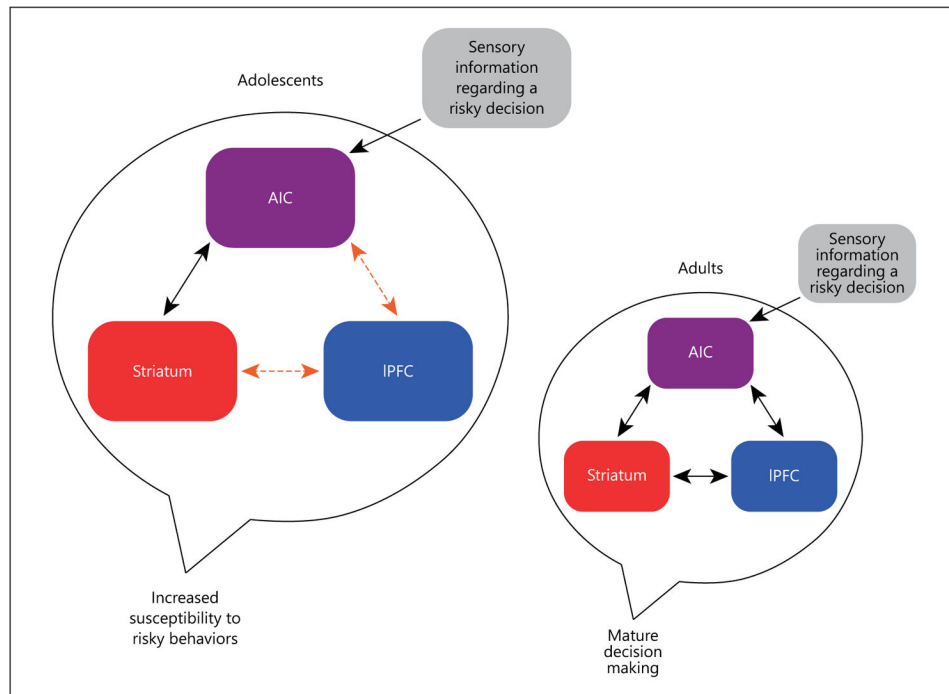 Adolescents
Sensory
information
regarding a
risky decision
AIC
Striatum
lPFC
Increased
susceptibility to
risky behaviors
Adults
Sensory
information
regarding a
risky decision
AIC
Striatum
lPFC
Mature
decision
making